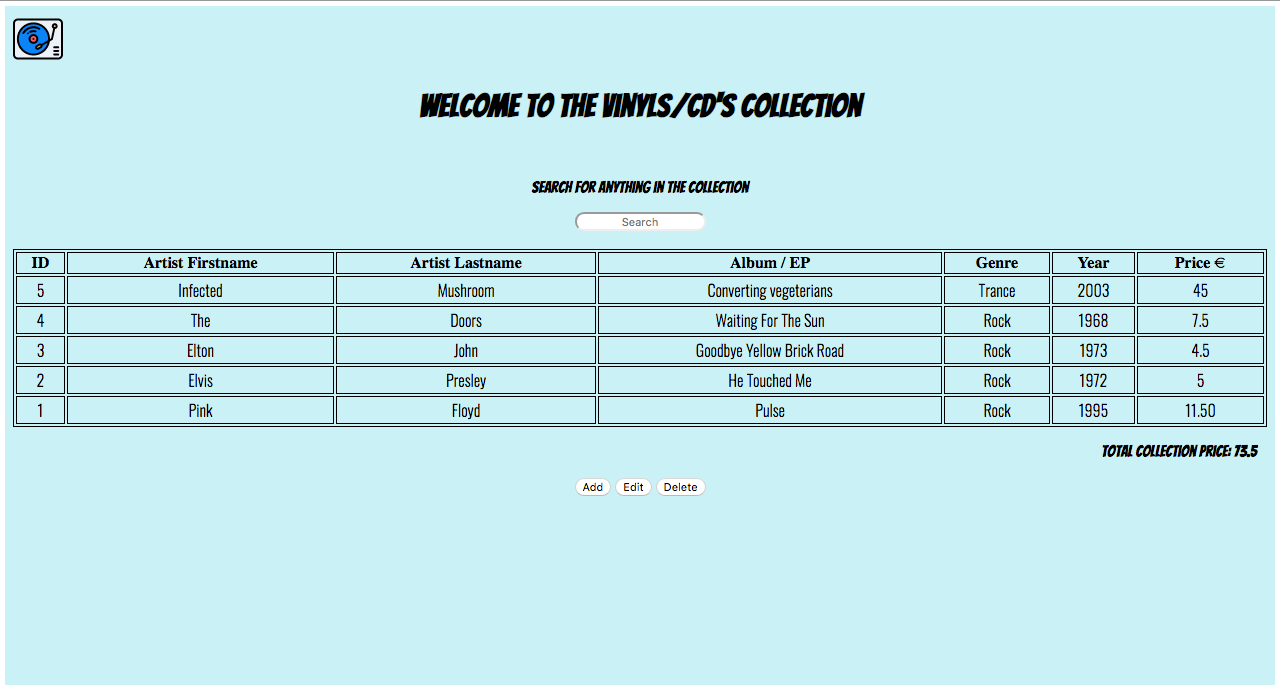 WELCOME TO THE VINYLS/CD'S COLLECTION
SEARCH FOR ANYTHING IN THE COLLECTION
Search
ID Artist Firstname Artist Lastname Album / EP Genre Year Price €
5 Infected Mushroom Converting vegeterians Trance 2003 45
4 The Doors Waiting For The Sun Rock 1968 7.5
3 Elton John Goodbye Yellow Brick Road Rock 1973 4.5
2 Elvis Presley He Touched Me Rock 1972 5
1 Pink Floyd Pulse Rock 1995 11.50
TOTAL COLLECTION PRICE: 73.5
Add Edit Delete